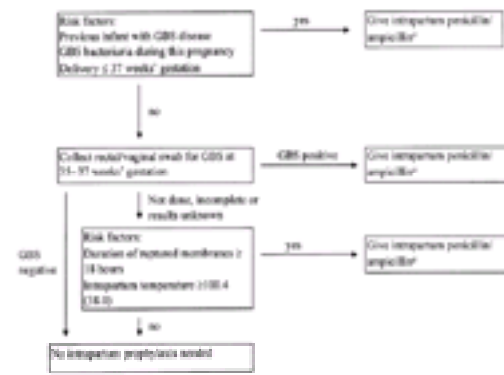 Risk factors:
Previous infant with GBS disease
GBS bacteriuria during this pregnancy
Delivery ≤ 37 weeks' gestation
yes
Give intrapartum penicillin/
ampicillin
no
Collect rectal/vaginal swab for GBS at
35–37 weeks' gestation
GBS positive
Give intrapartum penicillin/
ampicillin
Not done, incomplete or
results unknown
GBS
negative
Risk factors:
Duration of ruptured membranes ≥
18 hours
Intrapartum temperature ≥100.4
(38.0)
yes
Give intrapartum penicillin/
ampicillin
no
No intrapartum prophylaxis needed